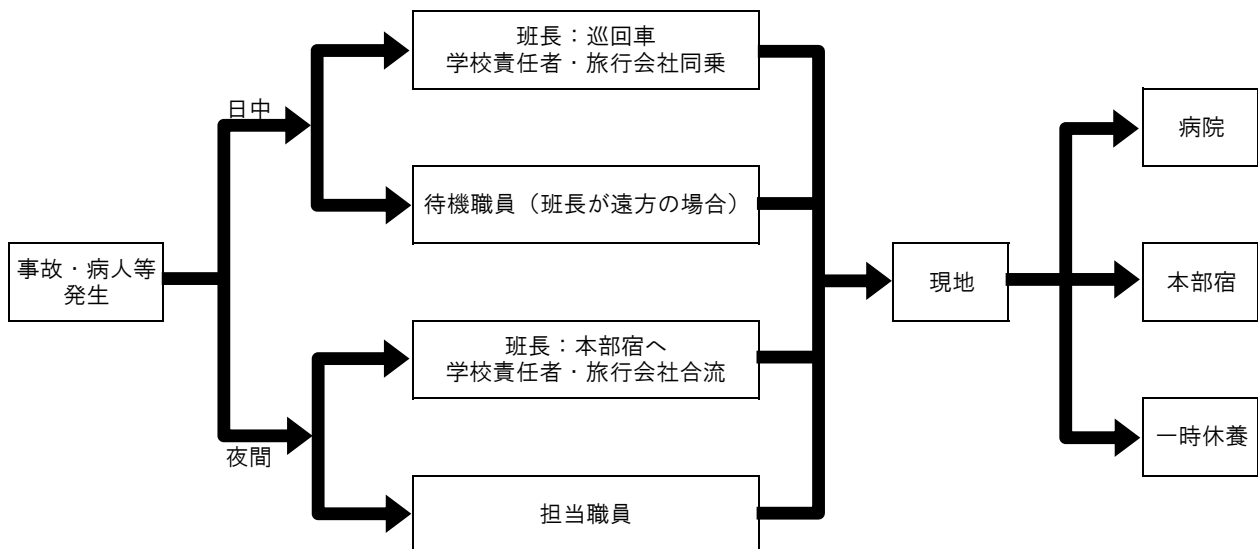 事故・病人等
発生
日中
夜間
班長：巡回車
学校責任者・旅行会社同乗
待機職員（班長が遠方の場合）
班長：本部宿へ
学校責任者・旅行会社合流
担当職員
現地
病院
本部宿
一時休養